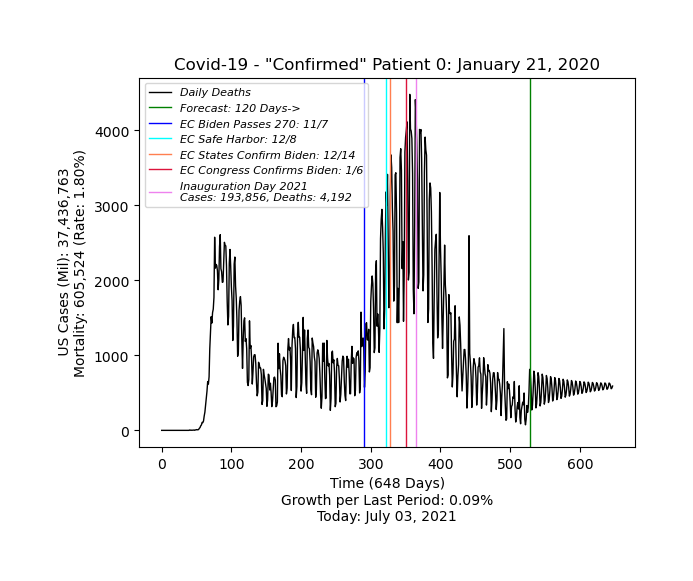 Covid-19 - "Confirmed" Patient 0: January 21, 2020
Daily Deaths
Forecast: 120 Days->
EC Biden Passes 270: 11/7
EC Safe Harbor: 12/8
EC States Confirm Biden: 12/14
EC Congress Confirms Biden: 1/6
Inauguration Day 2021
Cases: 193,856, Deaths: 4,192
US Cases (Mil): 37,436,763
Mortality: 605,524 (Rate: 1.80%)
4000
3000
2000
1000
0
0 100 200 300 400 500 600
Time (648 Days)
Growth per Last Period: 0.09%
Today: July 03, 2021